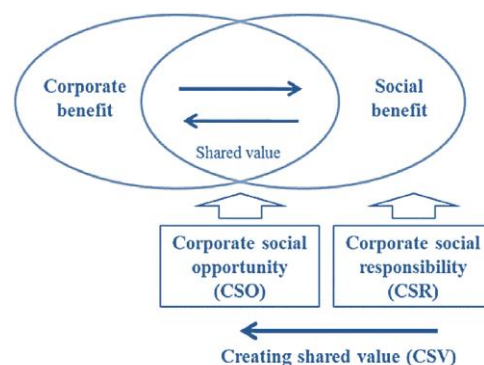 Corporate
benefit
Social
benefit
Shared value
Corporate social
opportunity
(CSO)
Corporate social
responsibility
(CSR)
Creating shared value (CSV)